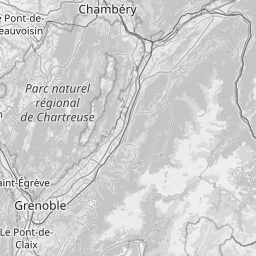 Chambéry
Le Pont-de-
eauvoisin
Parc naturel
régional
de Chartreuse
aint-Égrève
Grenoble
Le Pont-de-
Claix